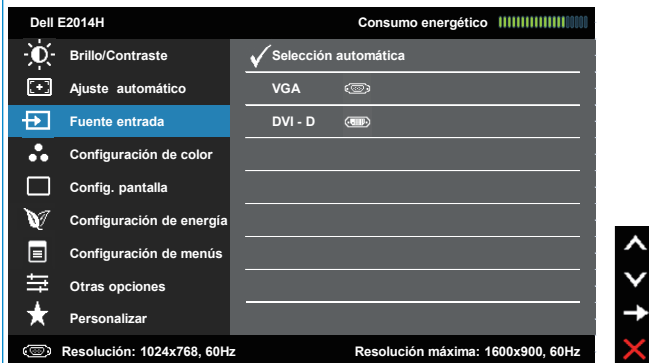 Dell E2014H Consumo energético
Brillo/Contraste Selección automática
Ajuste automático VGA
Fuente entrada DVI - D
Configuración de color
Config. pantalla
Configuración de energía
Configuración de menús
Otras opciones
Personalizar
Resolución: 1024x768, 60Hz Resolución máxima: 1600x900, 60Hz